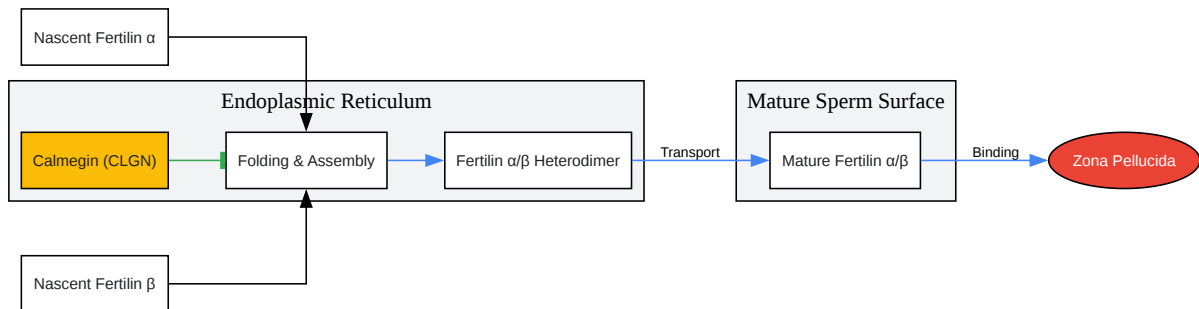 Nascent Fertilin α
Endoplasmic Reticulum
Mature Sperm Surface
Calmegin (CLGN)
Folding & Assembly
Fertilin α/β Heterodimer
Transport
Mature Fertilin α/β
Binding
Zona Pellucida
Nascent Fertilin β